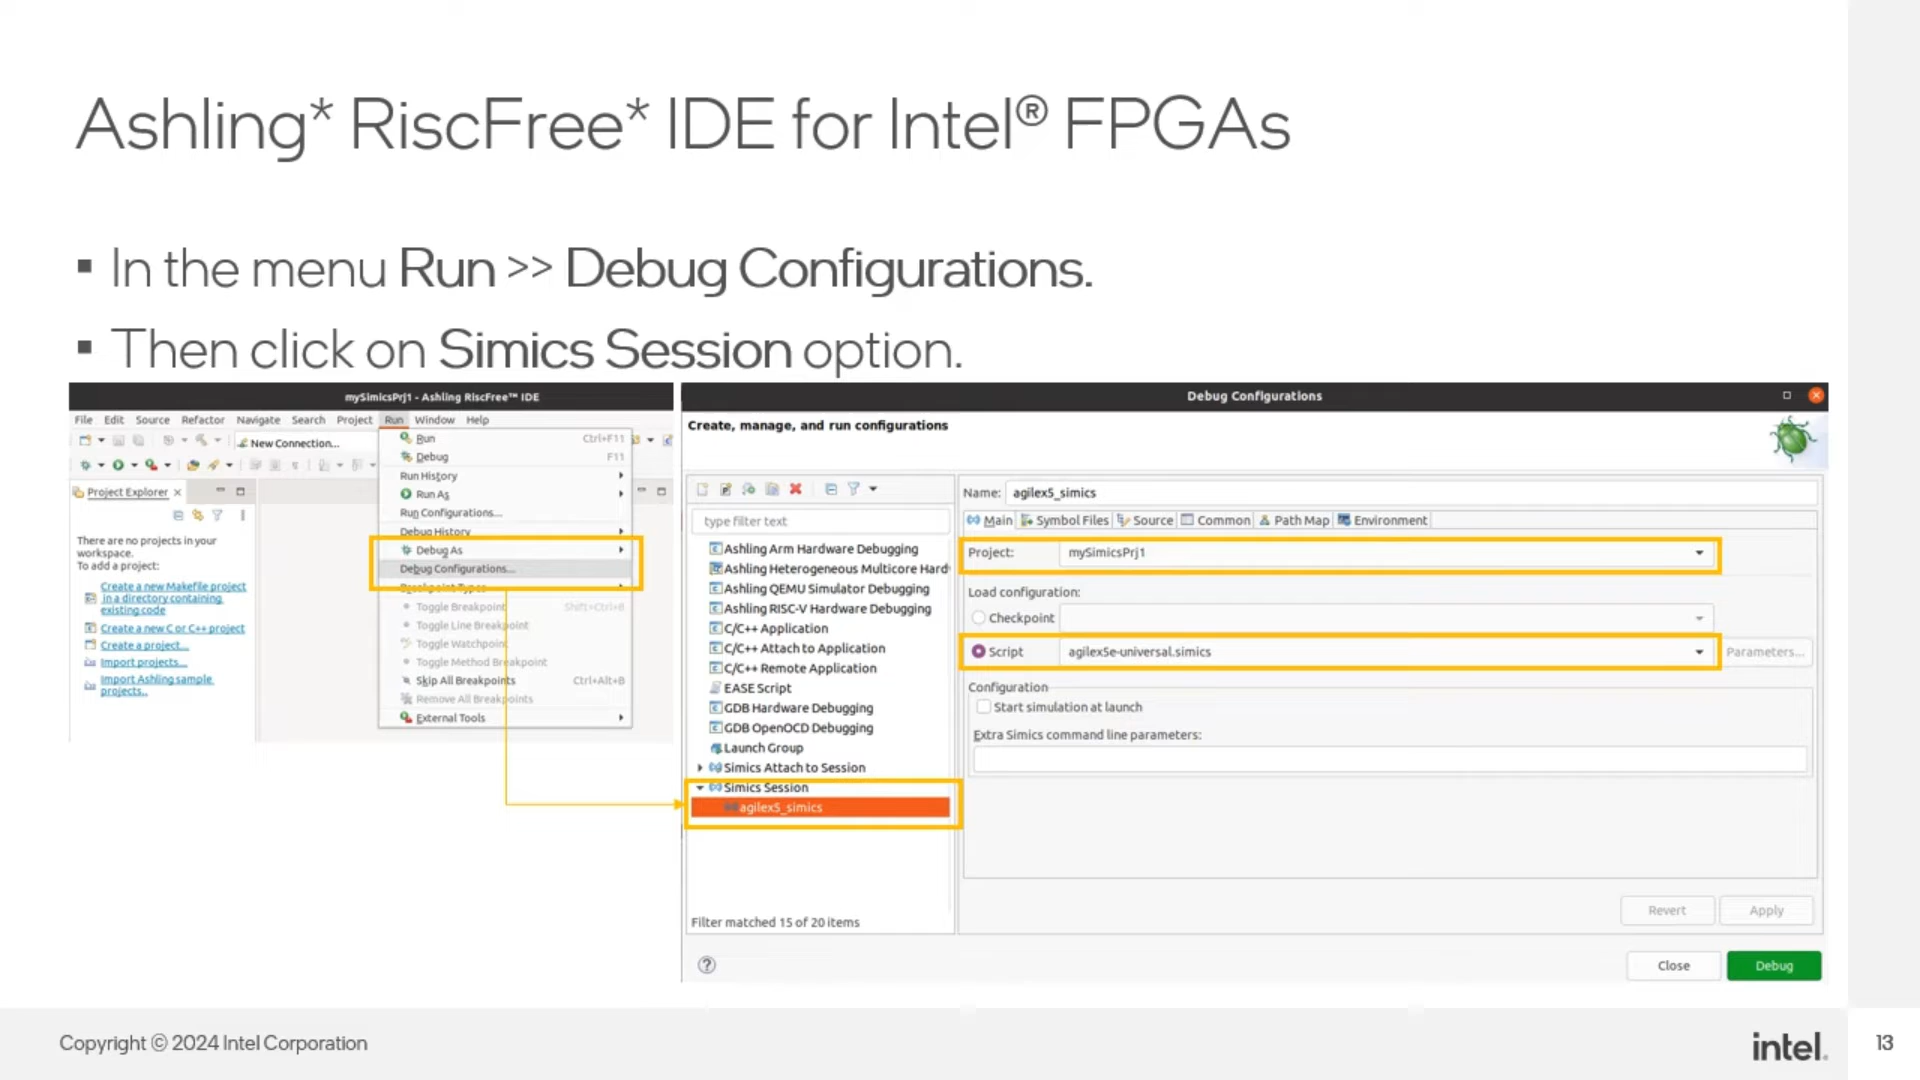 Ashling* RiscFree* IDE for Intel® FPGAs
▪ In the menu Run >> Debug Configurations.
▪ Then click on Simics Session option.
mySimicsPrj1 - Ashling RiscFree™ IDE
File Edit Source Refactor Navigate Search Project Run Window Help
New Connection...
Project Explorer
There are no projects in your
workspace.
To add a project:
Create a new Makefile project
in a directory containing
existing code
Create a new C or C++ project
Create a project...
Import projects...
Import Ashling sample
projects..
Run Ctrl+F11
Debug F11
Run History
Run As
Run Configurations...
Debug History
Debug As
Debug Configurations...
Breakpoint Types
Toggle Breakpoint Shift+Ctrl+B
Toggle Line Breakpoint
Toggle Watchpoint
Toggle Method Breakpoint
Skip All Breakpoints Ctrl+Alt+B
Remove All Breakpoints
External Tools
Debug Configurations
Create, manage, and run configurations
type filter text
Ashling Arm Hardware Debugging
Ashling Heterogeneous Multicore Hard
Ashling QEMU Simulator Debugging
Ashling RISC-V Hardware Debugging
C/C++ Application
C/C++ Attach to Application
C/C++ Remote Application
EASE Script
GDB Hardware Debugging
GDB OpenOCD Debugging
Launch Group
Simics Attach to Session
Simics Session
agilex5_simics
Filter matched 15 of 20 items
Name: agilex5_simics
Main Symbol Files Source Common Path Map Environment
Project: mySimicsPrj1
Load configuration:
Checkpoint
Script agilex5e-universal.simics Parameters...
Configuration
Start simulation at launch
Extra Simics command line parameters:
Revert Apply
Close Debug
Copyright © 2024 Intel Corporation
intel.
13